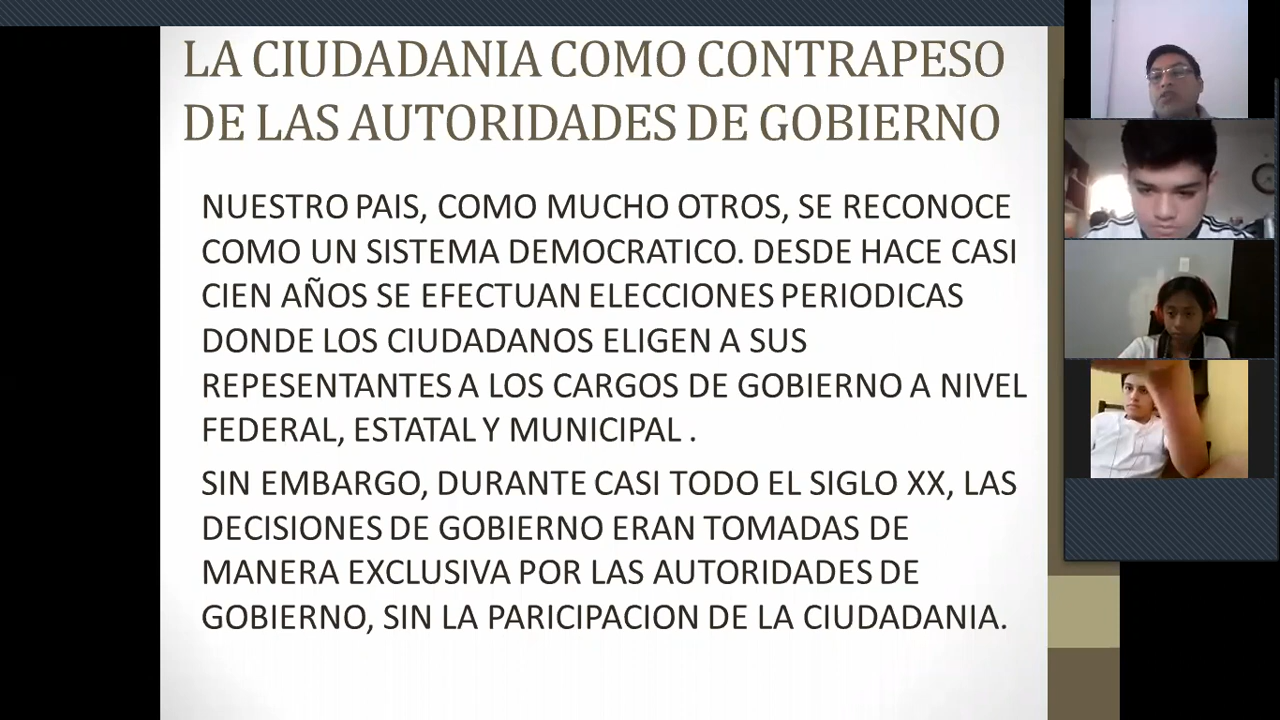 LA CIUDADANIA COMO CONTRAPESO
DE LAS AUTORIDADES DE GOBIERNO
NUESTRO PAIS, COMO MUCHO OTROS, SE RECONOCE
COMO UN SISTEMA DEMOCRATICO. DESDE HACE CASI
CIEN AÑOS SE EFECTUAN ELECCIONES PERIODICAS
DONDE LOS CIUDADANOS ELIGEN A SUS
REPESENTANTES A LOS CARGOS DE GOBIERNO A NIVEL
FEDERAL, ESTATAL Y MUNICIPAL .
SIN EMBARGO, DURANTE CASI TODO EL SIGLO XX, LAS
DECISIONES DE GOBIERNO ERAN TOMADAS DE
MANERA EXCLUSIVA POR LAS AUTORIDADES DE
GOBIERNO, SIN LA PARICIPACION DE LA CIUDADANIA.